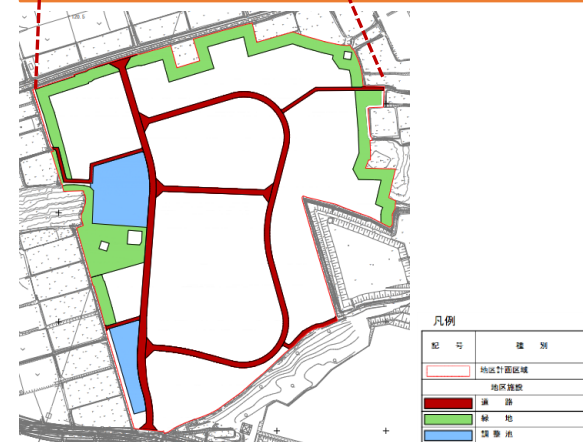 凡例
記 号 種 別
地区計画区域
地区施設
道 路
緑 地
調 整 池